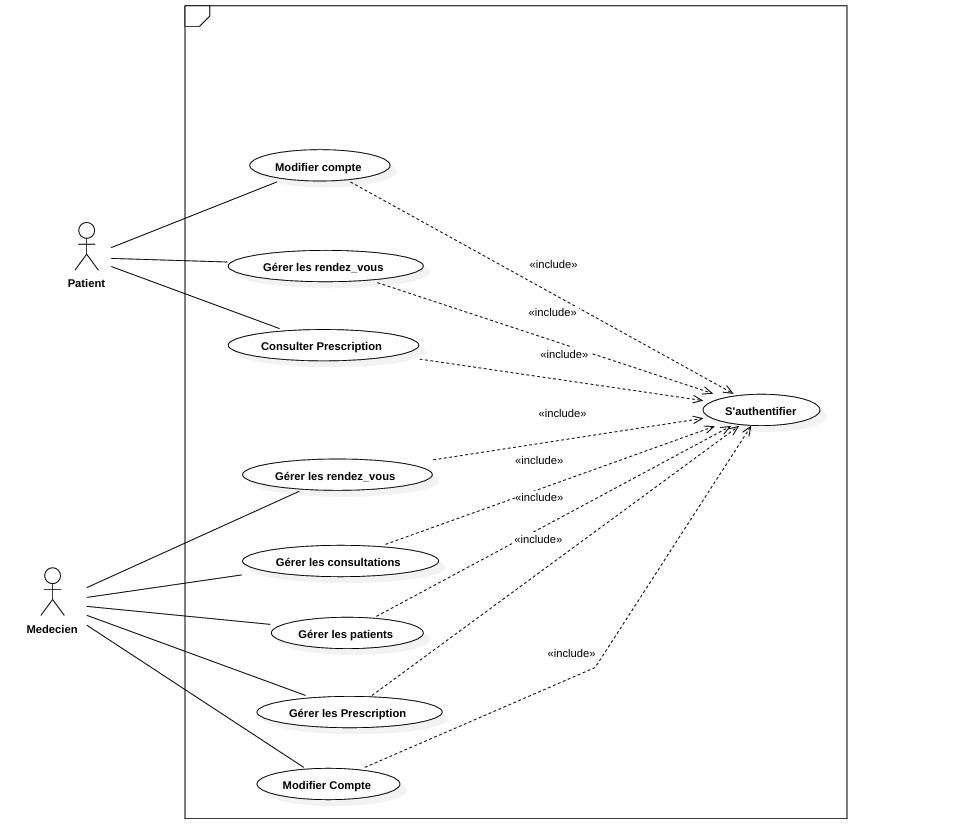 Modifier compte
Patient
Gérer les rendez_vous
«include»
«include»
Consulter Prescription
«include»
S'authentifier
«include»
Gérer les rendez_vous
«include»
«include»
Gérer les consultations
«include»
Medecien
Gérer les patients
«include»
Gérer les Prescription
Modifier Compte